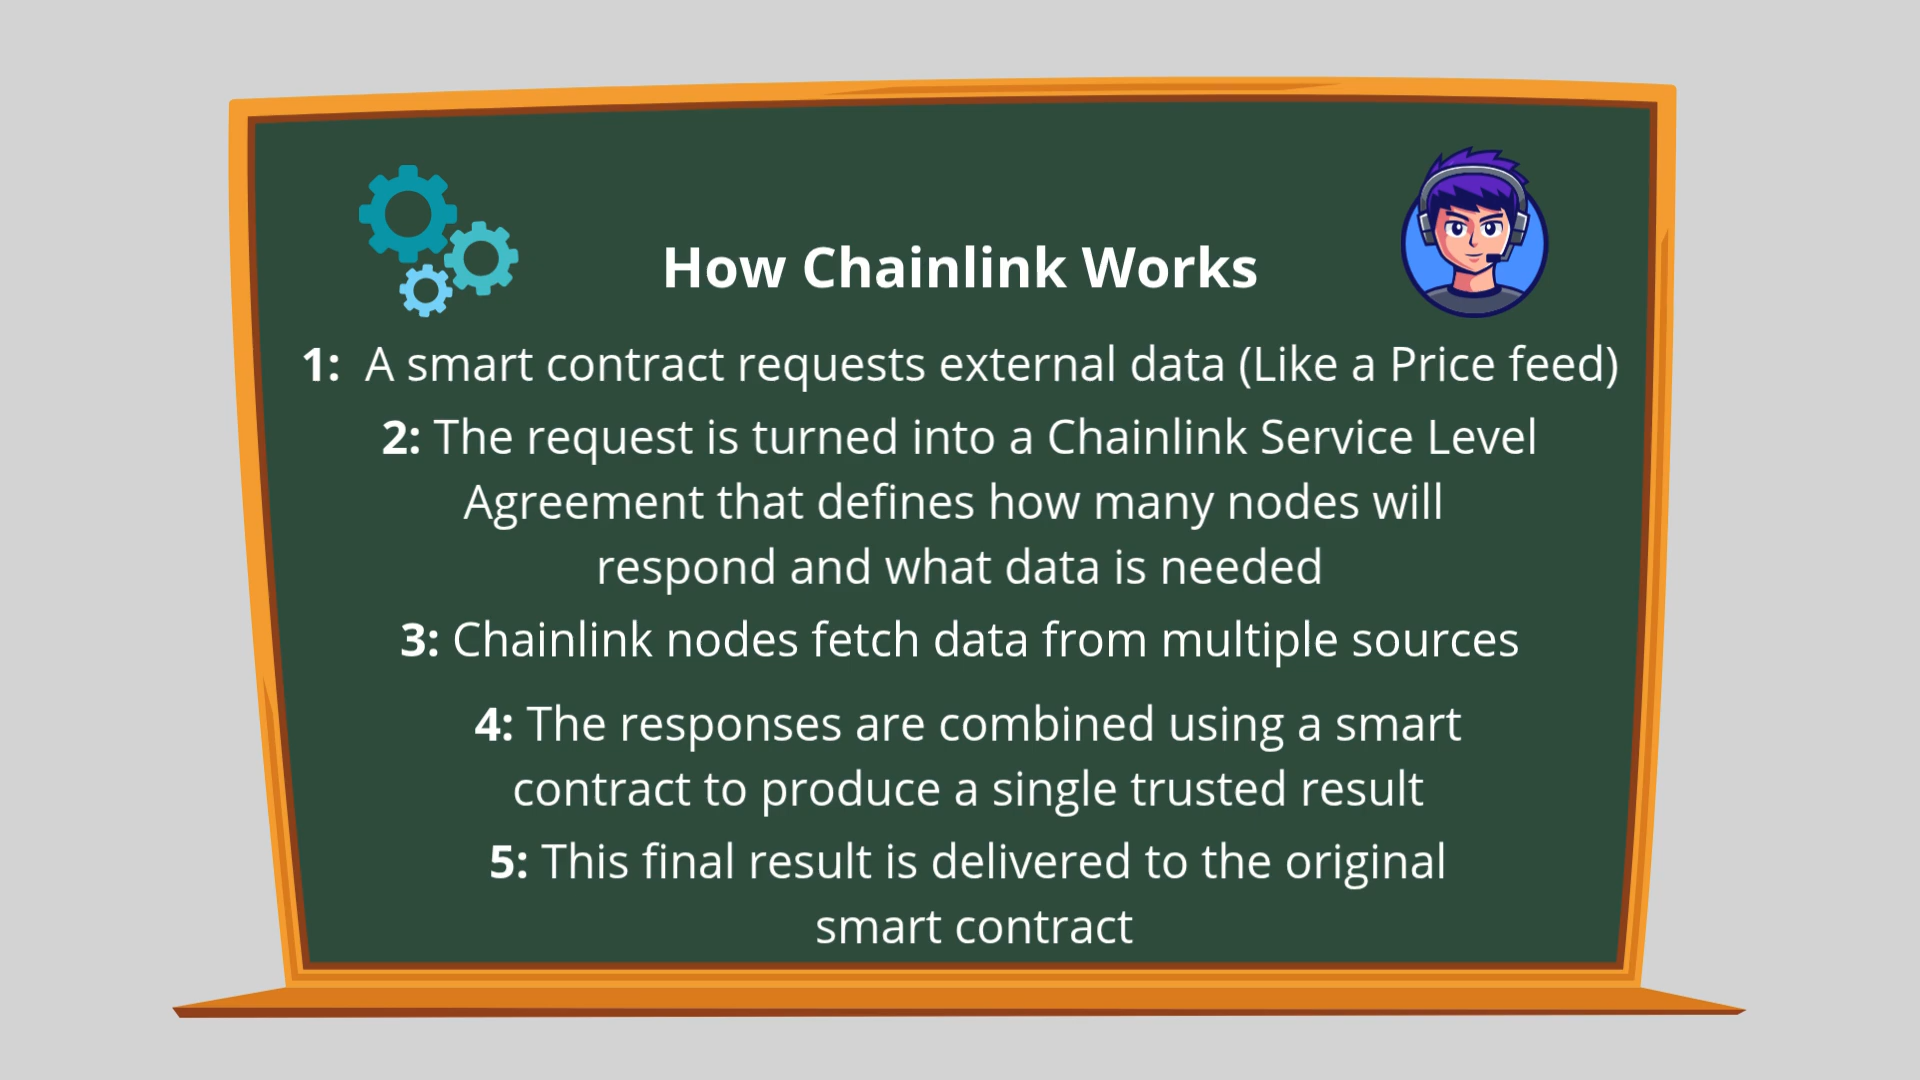 How Chainlink Works
1: A smart contract requests external data (Like a Price feed)
2: The request is turned into a Chainlink Service Level
Agreement that defines how many nodes will
respond and what data is needed
3: Chainlink nodes fetch data from multiple sources
4: The responses are combined using a smart
contract to produce a single trusted result
5: This final result is delivered to the original
smart contract